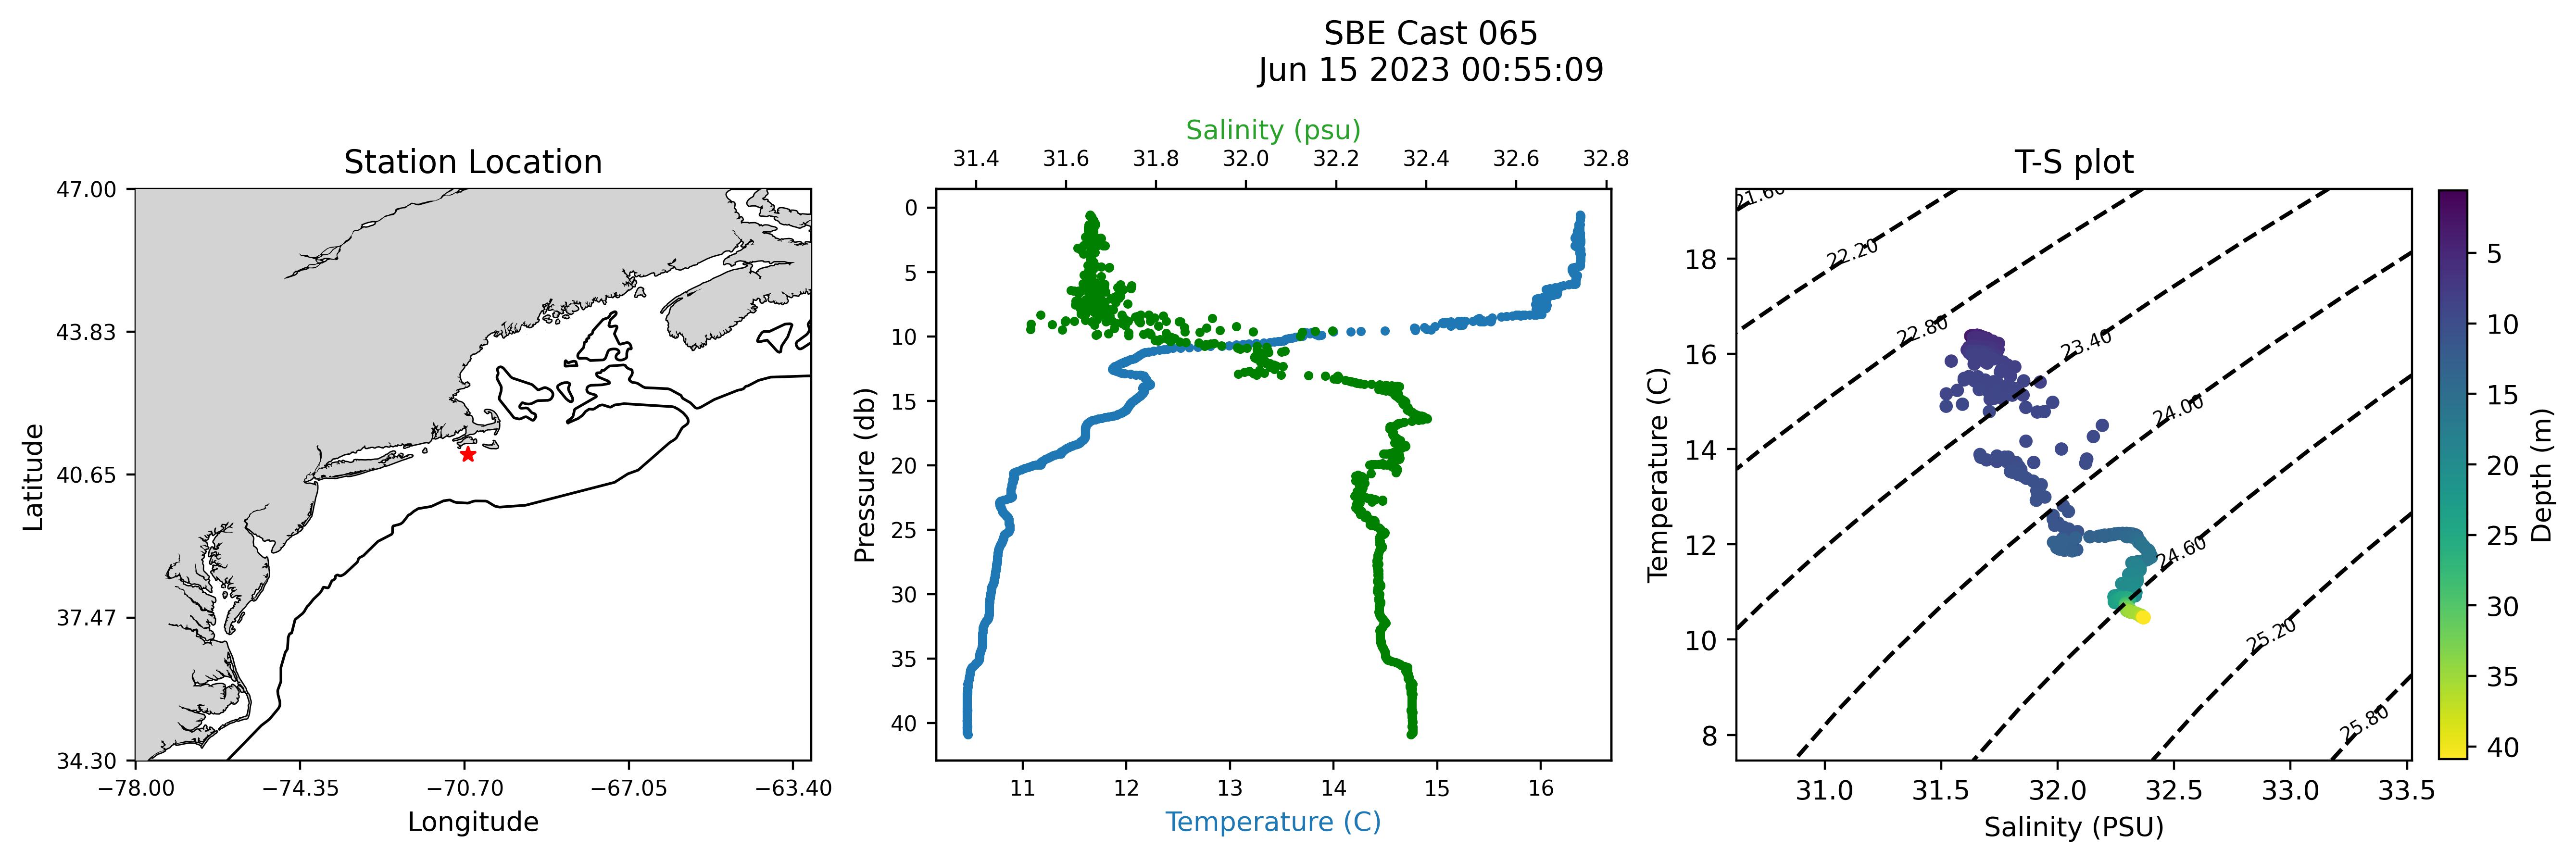 SBE Cast 065
Jun 15 2023 00:55:09
Station Location
47.00
43.83
40.65
37.47
34.30
Latitude
−78.00 −74.35 −70.70 −67.05 −63.40
Longitude
Salinity (psu)
31.4 31.6 31.8 32.0 32.2 32.4 32.6 32.8
0
5
10
15
20
25
30
35
40
Pressure (db)
11 12 13 14 15 16
Temperature (C)
T-S plot
18
16
14
12
10
8
Temperature (C)
21.60
22.20
22.80
23.40
24.00
24.60
25.20
25.80
31.0 31.5 32.0 32.5 33.0 33.5
Salinity (PSU)
5
10
15
20
25
30
35
40
Depth (m)